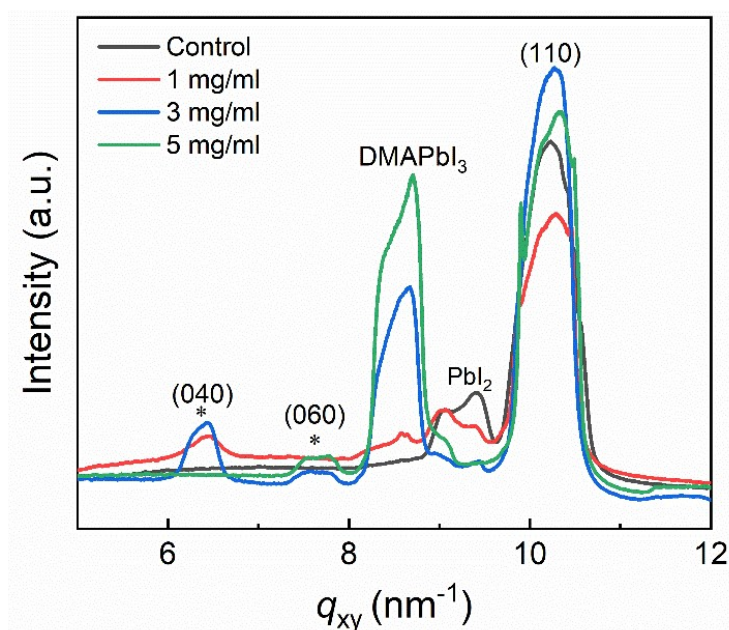 Control
1 mg/ml
3 mg/ml
5 mg/ml
(110)
DMAPbI₃
PbI₂
(040)
*
(060)
*
Intensity (a.u.)
6 8 10 12
qxy (nm⁻¹)